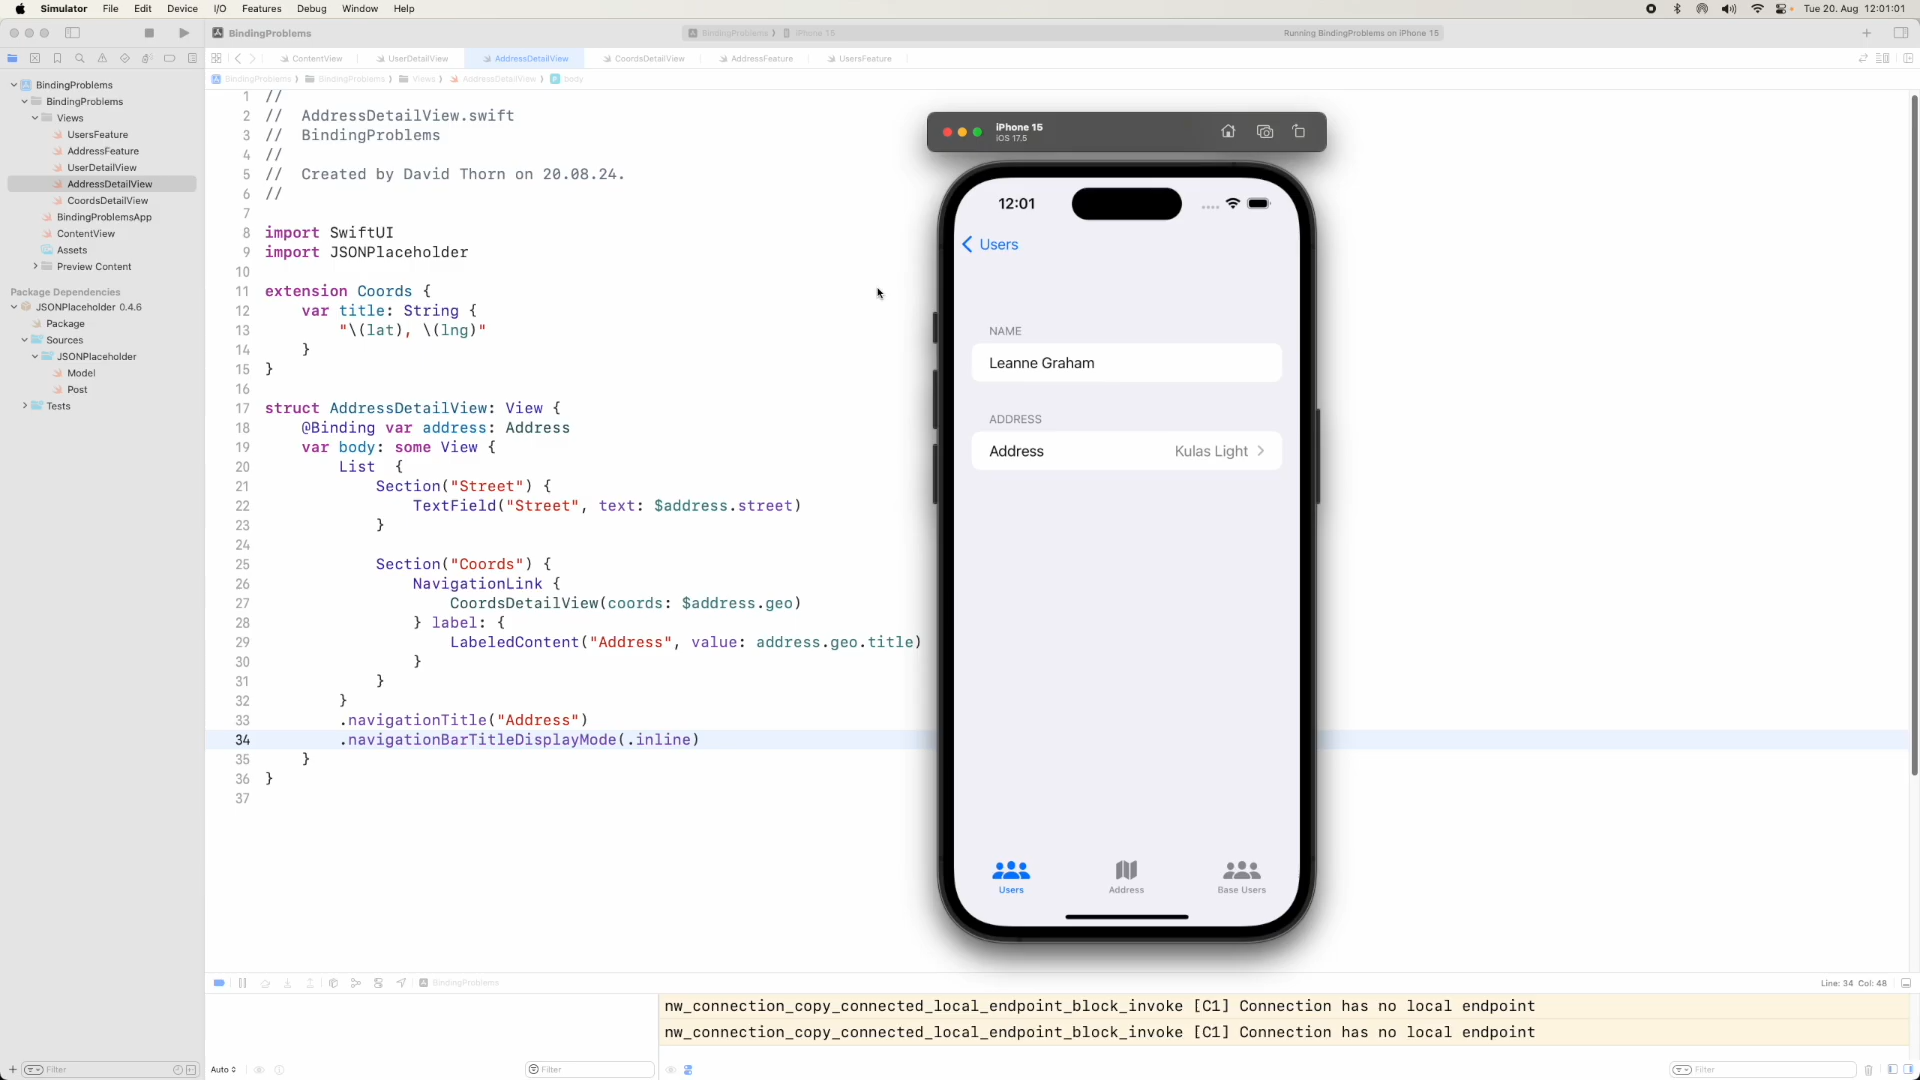 Simulator File Edit Device I/O Features Debug Window Help
Tue 20. Aug 12:01:01
BindingProblems
BindingProblems ⟩ iPhone 15
Running BindingProblems on iPhone 15
ContentView
UserDetailView
AddressDetailView
CoordsDetailView
AddressFeature
UsersFeature
BindingProblems ⟩ BindingProblems ⟩ Views ⟩ AddressDetailView ⟩ body
BindingProblems
BindingProblems
Views
UsersFeature
AddressFeature
UserDetailView
AddressDetailView
CoordsDetailView
BindingProblemsApp
ContentView
Assets
Preview Content
Package Dependencies
JSONPlaceholder 0.4.6
Package
Sources
JSONPlaceholder
Model
Post
Tests
1 //
2 // AddressDetailView.swift
3 // BindingProblems
4 //
5 // Created by David Thorn on 20.08.24.
6 //
7
8 import SwiftUI
9 import JSONPlaceholder
10
11 extension Coords {
12 var title: String {
13 "\(lat), \(lng)"
14 }
15 }
16
17 struct AddressDetailView: View {
18 @Binding var address: Address
19 var body: some View {
20 List {
21 Section("Street") {
22 TextField("Street", text: $address.street)
23 }
24
25 Section("Coords") {
26 NavigationLink {
27 CoordsDetailView(coords: $address.geo)
28 } label: {
29 LabeledContent("Address", value: address.geo.title)
30 }
31 }
32 }
33 .navigationTitle("Address")
34 .navigationBarTitleDisplayMode(.inline)
35 }
36 }
37
iPhone 15
iOS 17.5
12:01
Users
NAME
Leanne Graham
ADDRESS
Address Kulas Light
Users
Address
Base Users
BindingProblems
Line: 34 Col: 48
nw_connection_copy_connected_local_endpoint_block_invoke [C1] Connection has no local endpoint
nw_connection_copy_connected_local_endpoint_block_invoke [C1] Connection has no local endpoint
Filter
Auto
Filter
Filter